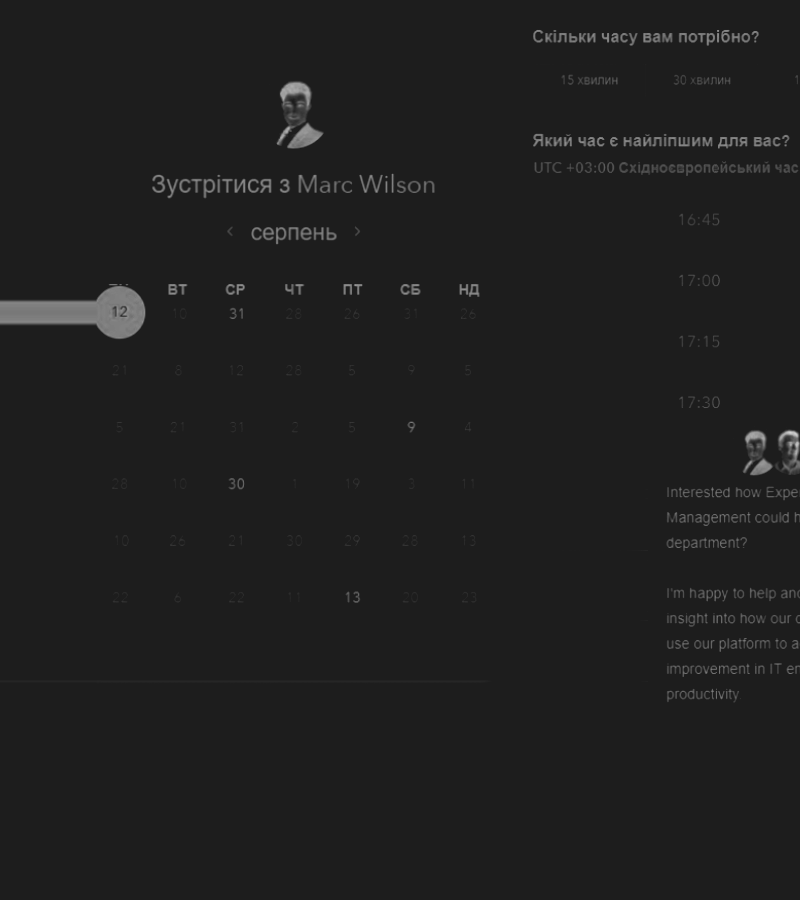 Зустрітися з Marc Wilson
‹ серпень ›
ВТ СР ЧТ ПТ СБ НД
12 10 31 28 26 31 26
21 8 12 28 5 9 5
5 21 31 2 5 9 4
28 10 30 1 19 3 11
10 26 21 30 29 28 13
22 6 22 11 13 20 23
Скільки часу вам потрібно?
15 хвилин 30 хвилин
Який час є найліпшим для вас?
UTC +03:00 Східноєвропейський час
16:45
17:00
17:15
17:30
Interested how
Management could
department?
I'm happy to help
insight into how our
use our platform to
improvement in IT
productivity